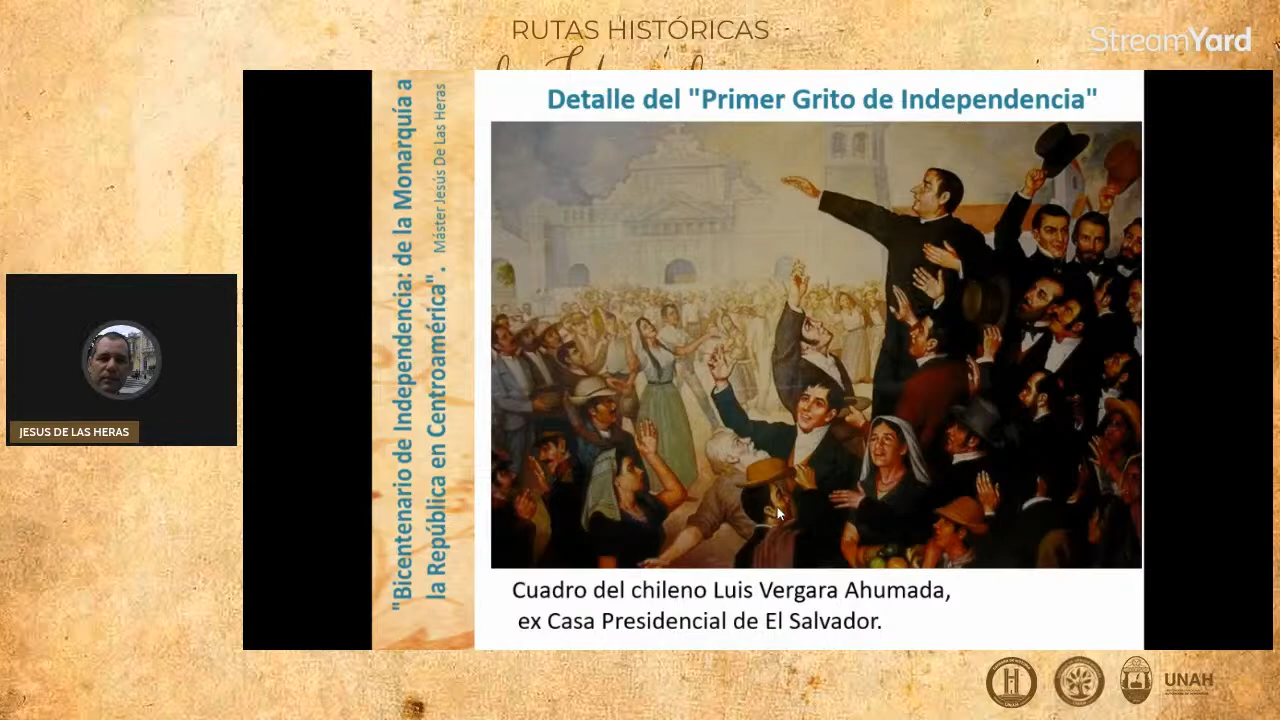 RUTAS HISTÓRICAS
StreamYard
"Bicentenario de Independencia: de la Monarquía a
la República en Centroamérica". Máster Jesús De Las Heras
Detalle del "Primer Grito de Independencia"
JESUS DE LAS HERAS
Cuadro del chileno Luis Vergara Ahumada,
ex Casa Presidencial de El Salvador.
UNAH